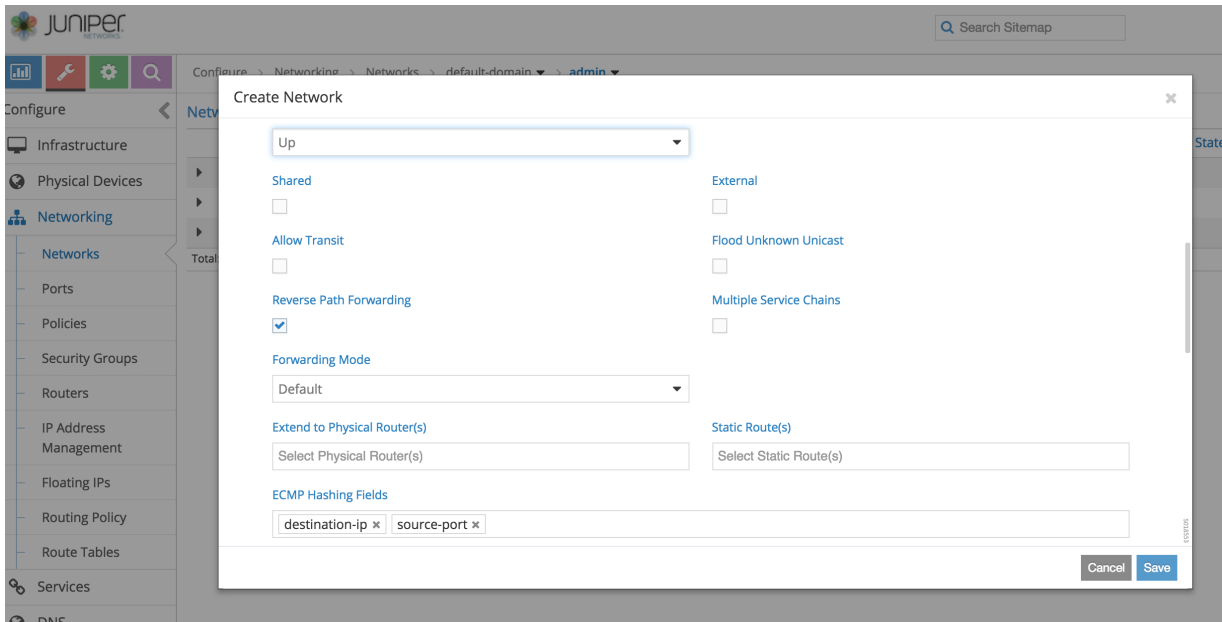 JUNIPER
NETWORKS
Search Sitemap
Configure > Networking > Networks > default-domain > admin
Configure
Create Network
Up
State
Infrastructure
Shared
External
Physical Devices
Networking
Allow Transit
Flood Unknown Unicast
Networks
Total:
Ports
Reverse Path Forwarding
Multiple Service Chains
Policies
Security Groups
Forwarding Mode
Default
Routers
IP Address
Management
Extend to Physical Router(s)
Static Route(s)
Select Physical Router(s)
Select Static Route(s)
Floating IPs
ECMP Hashing Fields
Routing Policy
destination-ip × source-port ×
S018553
Route Tables
Cancel
Save
Services
DNS